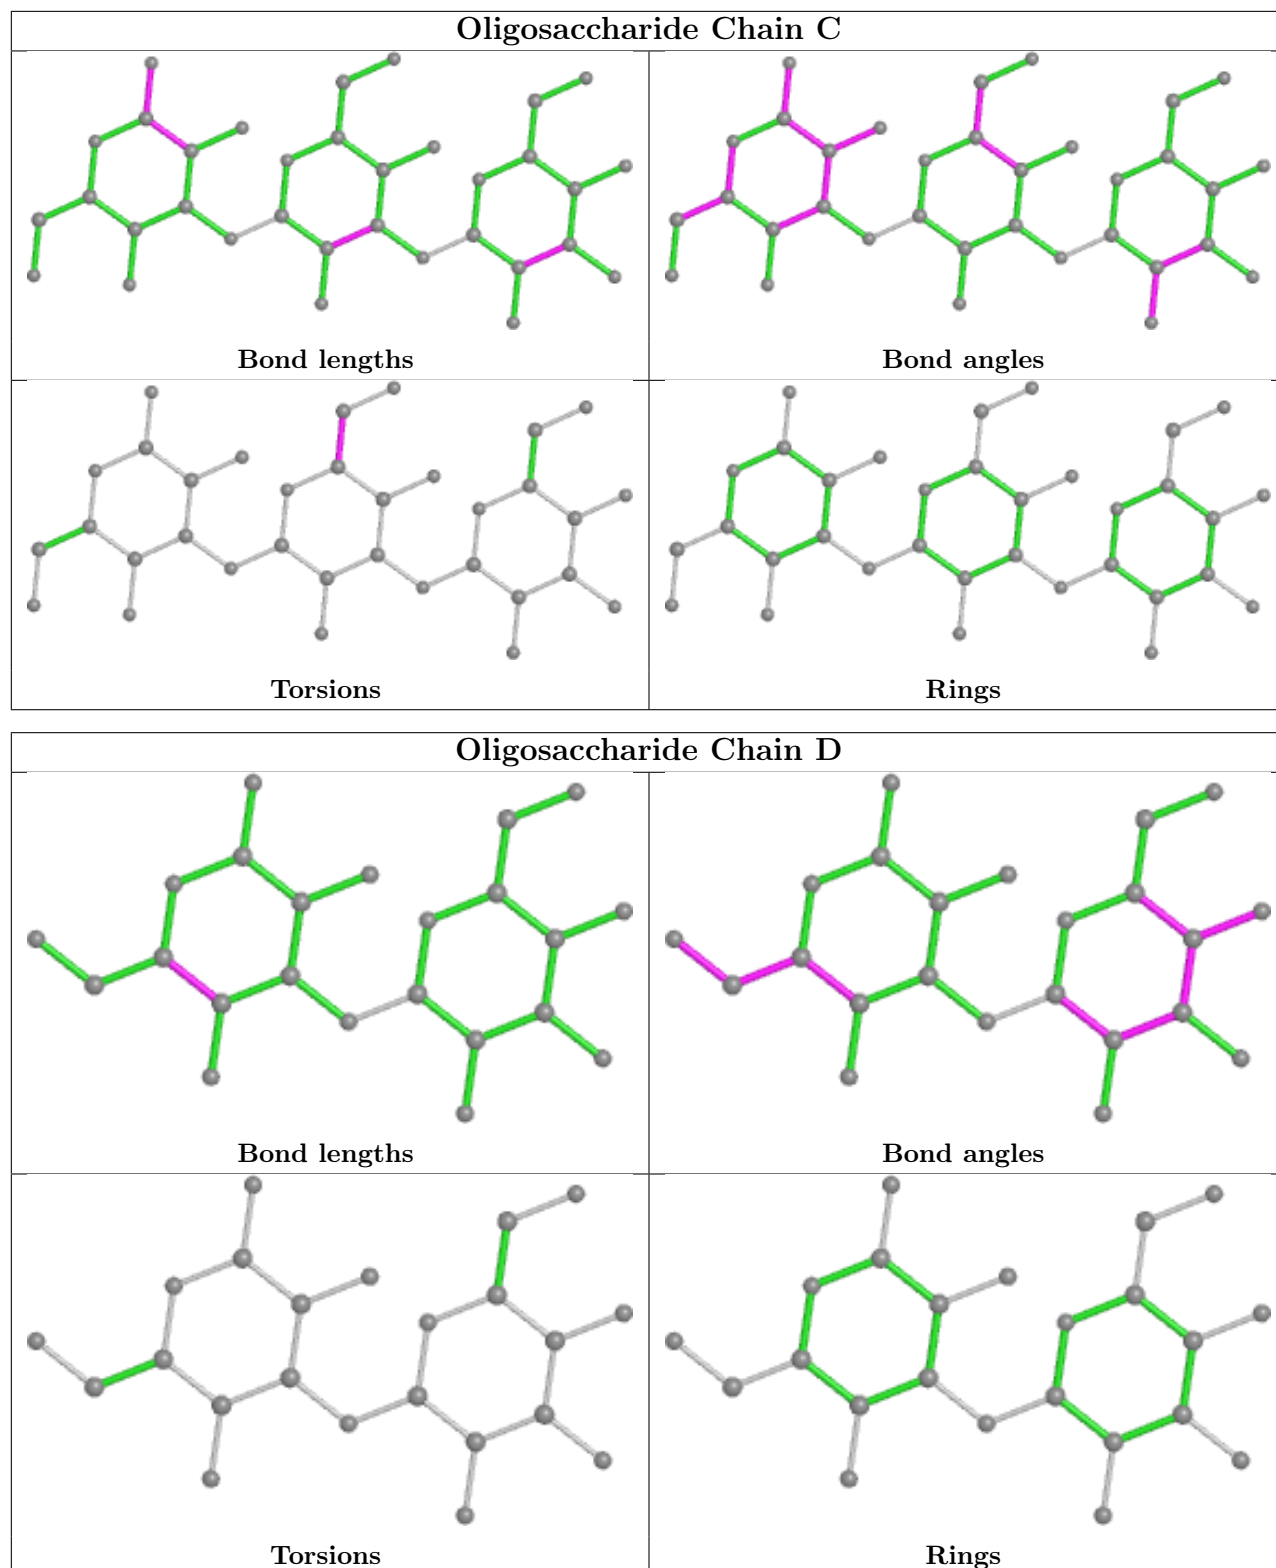 Oligosaccharide Chain C
Bond lengths
Bond angles
Torsions
Rings
Oligosaccharide Chain D
Bond lengths
Bond angles
Torsions
Rings